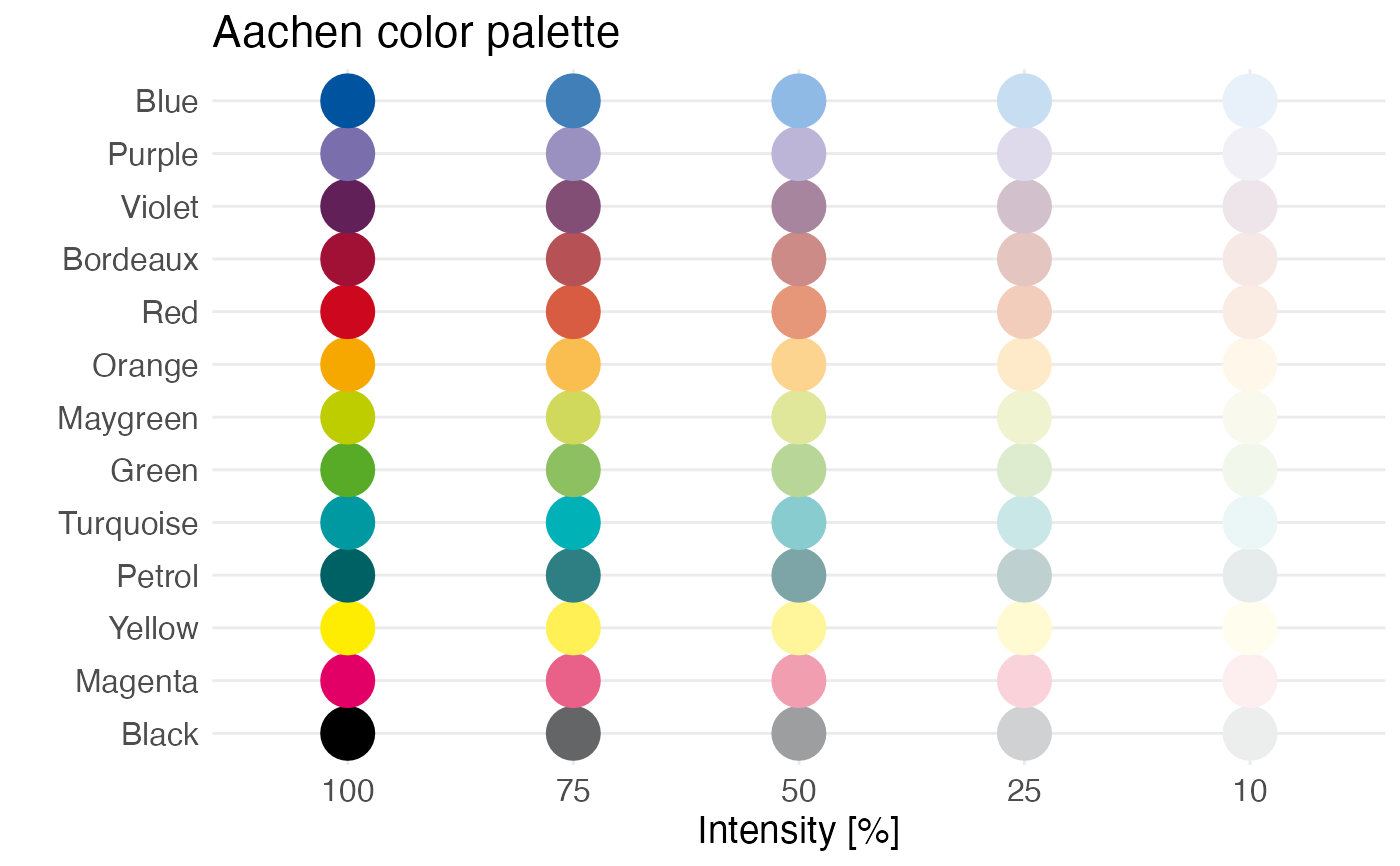 Aachen color palette
Blue
Purple
Violet
Bordeaux
Red
Orange
Maygreen
Green
Turquoise
Petrol
Yellow
Magenta
Black
100 75 50 25 10
Intensity [%]